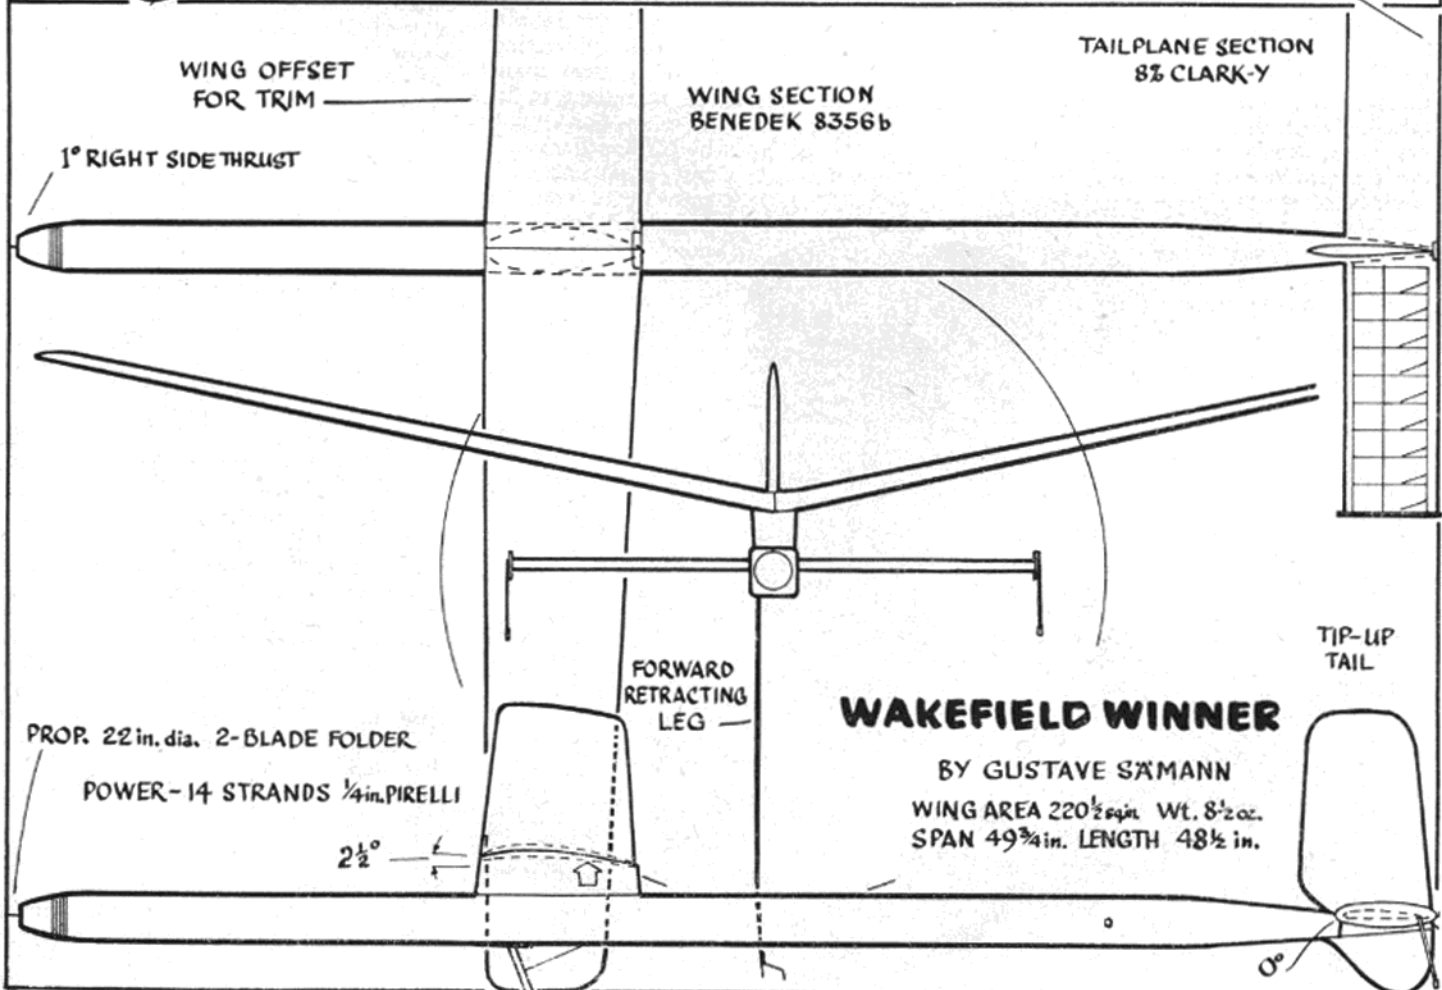 WING OFFSET
FOR TRIM
1° RIGHT SIDE THRUST
WING SECTION
BENEDEK 8356b
TAILPLANE SECTION
8% CLARK-Y
FORWARD
RETRACTING
LEG
TIP-UP
TAIL
PROP. 22 in. dia. 2-BLADE FOLDER
POWER-14 STRANDS ¼in. PIRELLI
2½°
WAKEFIELD WINNER
BY GUSTAVE SÄMANN
WING AREA 220½ sq.in. Wt. 8½ oz.
SPAN 49¾ in. LENGTH 48½ in.
0°